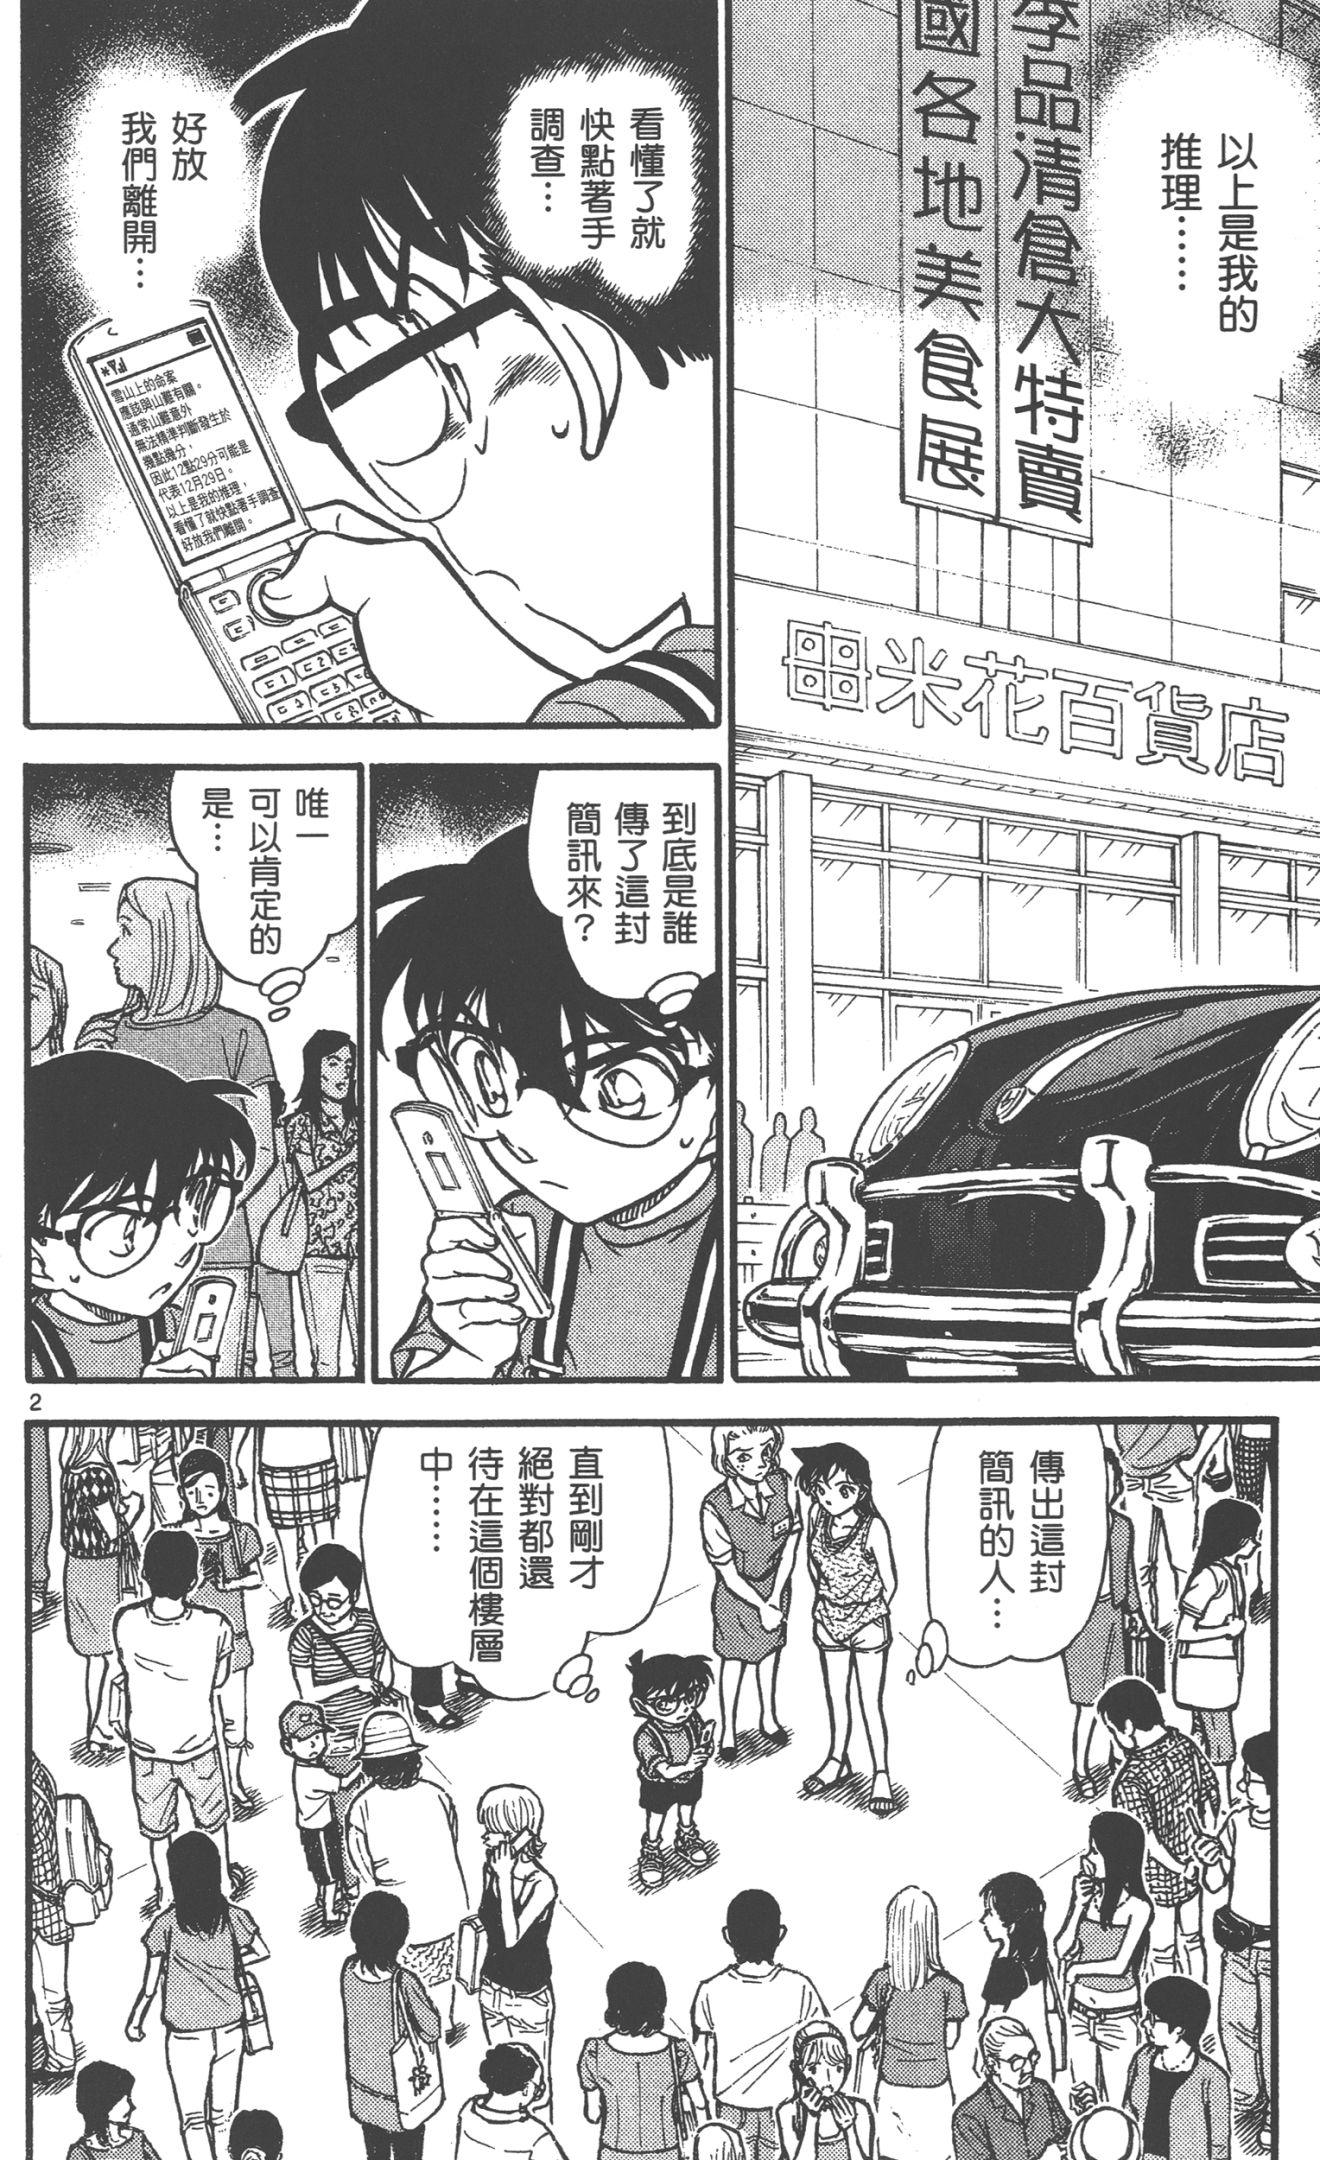 以上是我的
推理……
季品清倉大特賣
國各地美食展
米花百貨店
看懂了就
快點著手
調查…
好放
我們離開…
雪山上的命案
應該與山難有關。
通常山難意外
無法精準判斷發生於
幾點幾分，
因此12點29分可能是
代表12月29日。
以上是我的推理，
看懂了就快點著手調查
好放我們離開。
到底是誰
傳了這封
簡訊來？
唯一
可以肯定的
是…
2
傳出這封
簡訊的人…
直到剛才
絕對都還
待在這個樓層
中……